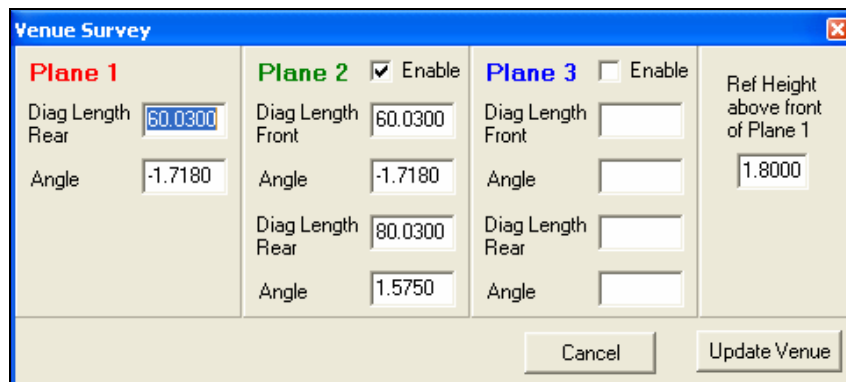 Venue Survey
Plane 1
Diag Length
Rear
60.0300
Angle
-1.7180
Plane 2
Enable
Diag Length
Front
60.0300
Angle
-1.7180
Diag Length
Rear
80.0300
Angle
1.5750
Plane 3
Enable
Diag Length
Front
Angle
Diag Length
Rear
Angle
Ref Height
above front
of Plane 1
1.8000
Cancel
Update Venue